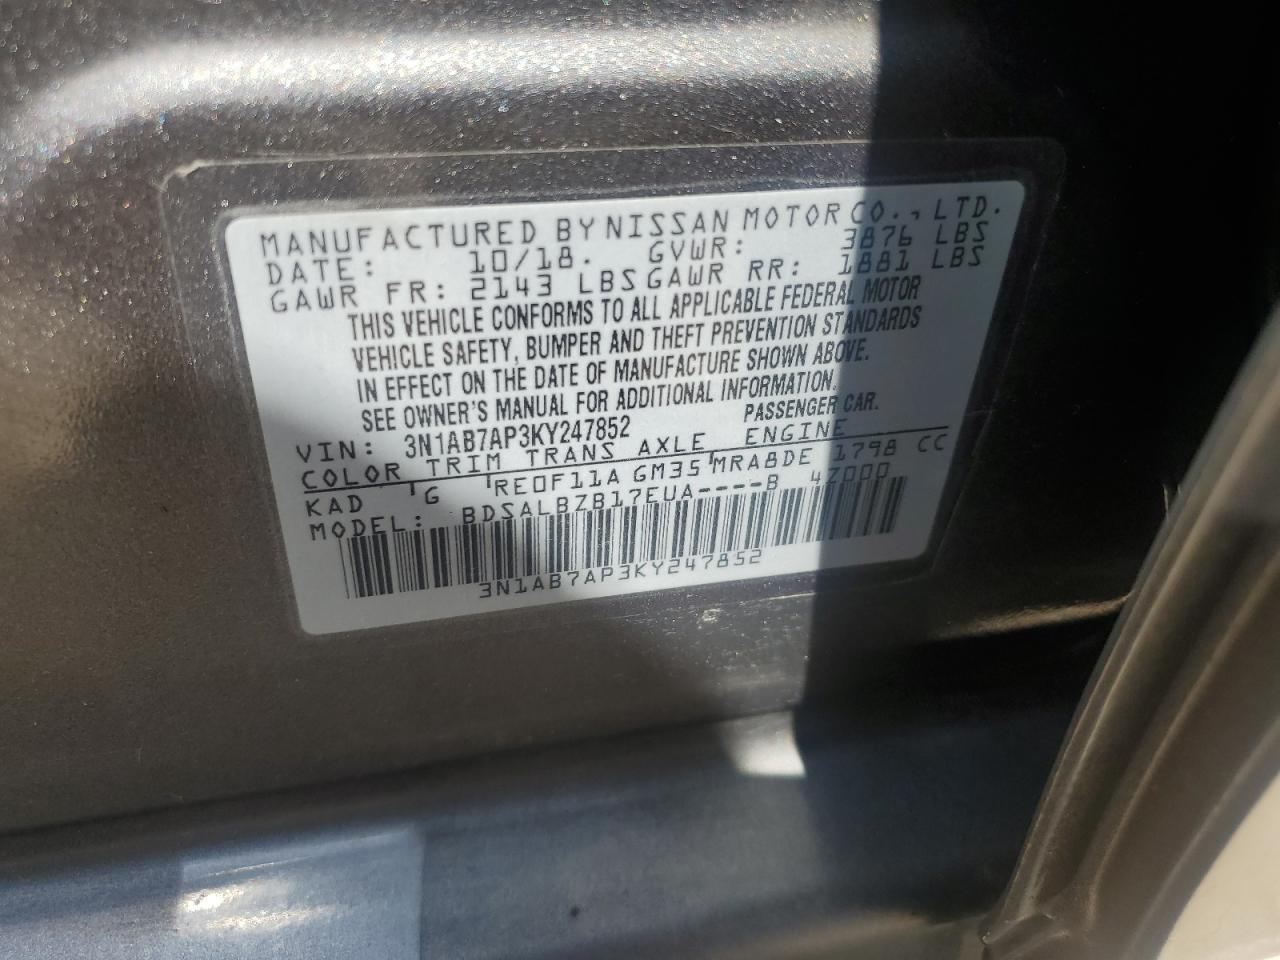 MANUFACTURED BY NISSAN MOTOR CO., LTD.
DATE: 10/18. GVWR: 3876 LBS
GAWR FR: 2143 LBS GAWR RR: 1881 LBS
THIS VEHICLE CONFORMS TO ALL APPLICABLE FEDERAL MOTOR
VEHICLE SAFETY, BUMPER AND THEFT PREVENTION STANDARDS
IN EFFECT ON THE DATE OF MANUFACTURE SHOWN ABOVE.
SEE OWNER'S MANUAL FOR ADDITIONAL INFORMATION.
VIN: 3N1AB7AP3KY247852 PASSENGER CAR.
COLOR TRIM TRANS AXLE ENGINE
KAD G RE0F11A GM35 MRA8DE 1798 CC
MODEL: BDSALBZB17EUA----B 4Z000
3N1AB7AP3KY247852